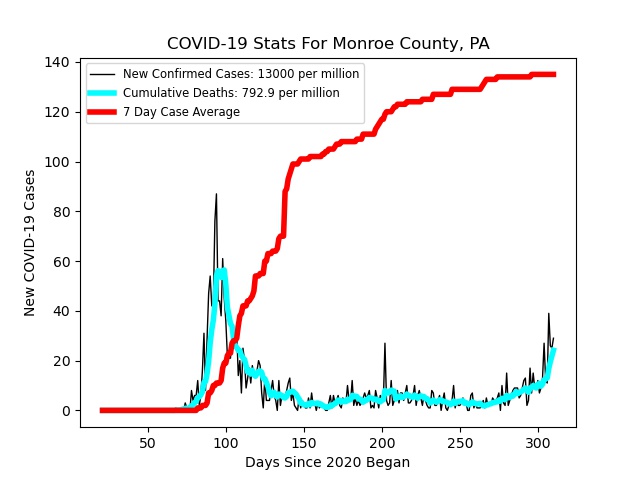 COVID-19 Stats For Monroe County, PA
New Confirmed Cases: 13000 per million
Cumulative Deaths: 792.9 per million
7 Day Case Average
New COVID-19 Cases
140
120
100
80
60
40
20
0
50 100 150 200 250 300
Days Since 2020 Began